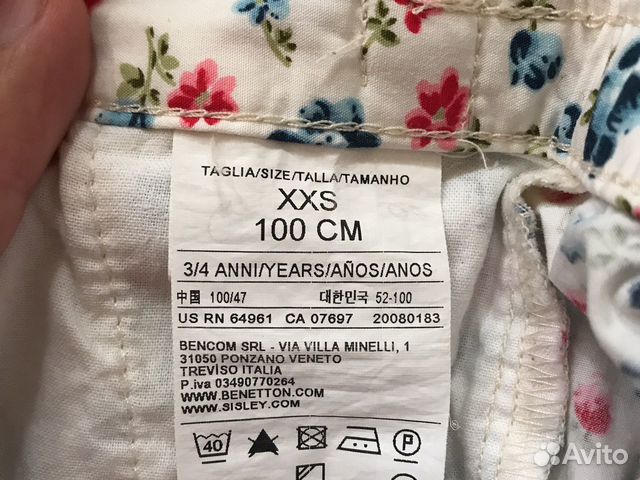 TAGLIA/SIZE/TALLA/TAMANHO
XXS
100 CM
3/4 ANNI/YEARS/AÑOS/ANOS
中国 100/47 대한민국 52-100
US RN 64961 CA 07697 20080183
BENCOM SRL - VIA VILLA MINELLI, 1
31050 PONZANO VENETO
TREVISO ITALIA
P.iva 03490770264
WWW.BENETTON.COM
WWW.SISLEY.COM
40 P
Avito